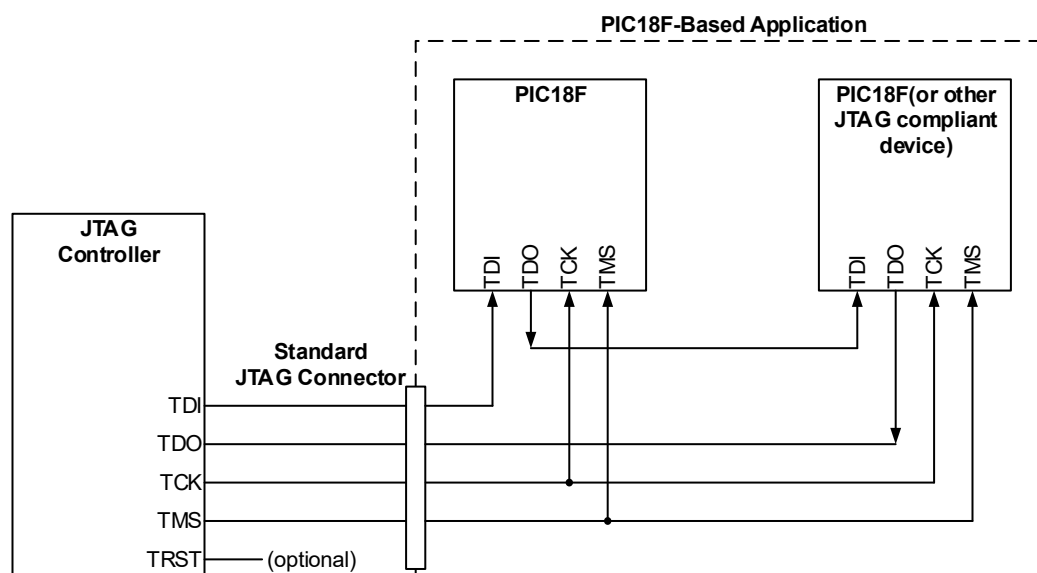 PIC18F-Based Application
PIC18F
PIC18F(or other
JTAG compliant
device)
TDI
TDO
TCK
TMS
TDI
TDO
TCK
TMS
JTAG
Controller
Standard
JTAG Connector
TDI
TDO
TCK
TMS
TRST
(optional)